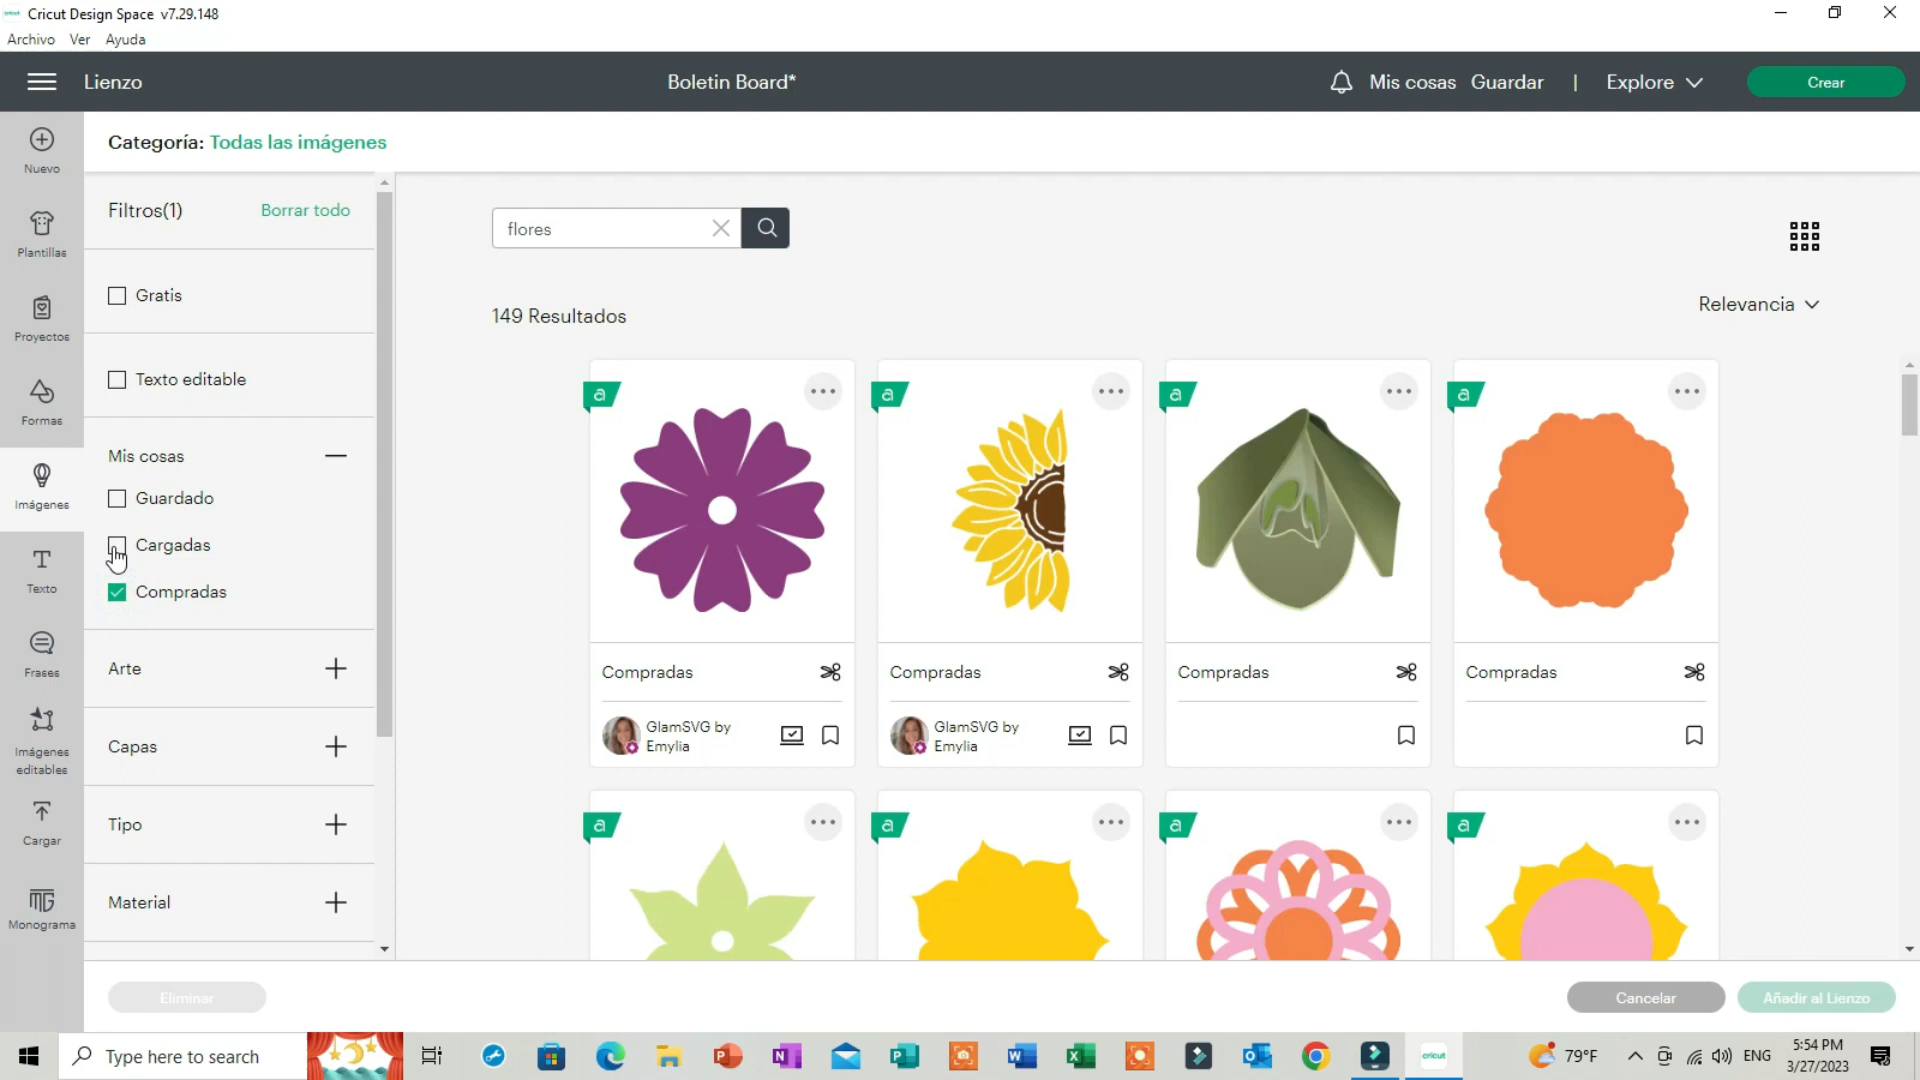 Cricut Design Space v7.29.148
Archivo Ver Ayuda
Lienzo
Boletin Board*
Mis cosas Guardar | Explore
Crear
Nuevo
Plantillas
Proyectos
Formas
Imágenes
Texto
Frases
Imágenes
editables
Cargar
Monograma
Categoría: Todas las imágenes
Filtros(1)
Borrar todo
Gratis
Texto editable
Mis cosas
Guardado
Cargadas
Compradas
Arte
Capas
Tipo
Material
flores
149 Resultados
Relevancia
a
a
a
a
Compradas
Compradas
Compradas
Compradas
GlamSVG by
Emylia
GlamSVG by
Emylia
a
a
a
a
Eliminar
Cancelar
Añadir al Lienzo
Type here to search
cricut
79°F
ENG
5:54 PM
3/27/2023